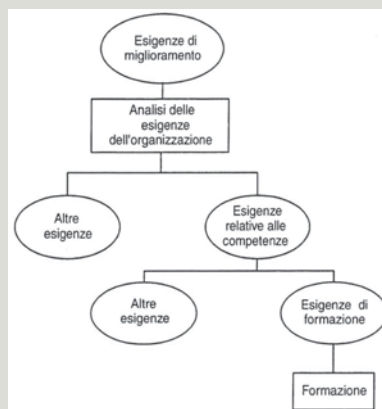 Esigenze di
miglioramento
Analisi delle
esigenze
dell'organizzazione
Altre
esigenze
Esigenze
relative alle
competenze
Altre
esigenze
Esigenze di
formazione
Formazione